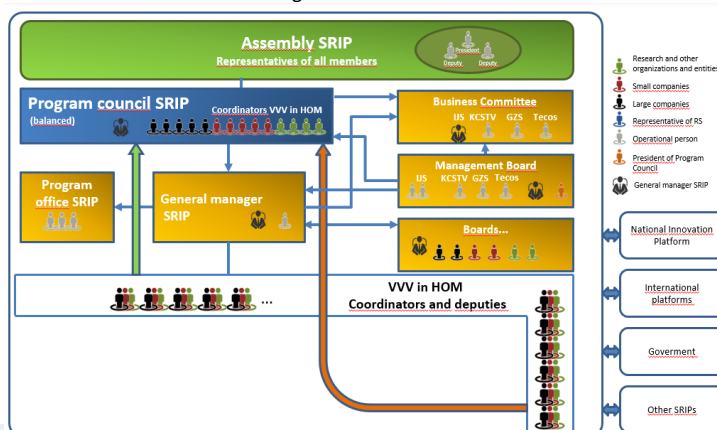 Assembly SRIP
Representatives of all members
President
Deputy Deputy
Program council SRIP
(balanced)
Coordinators VVV in HOM
Business Committee
US KCSTV GZS Tecos
Management Board
US KCSTV GZS Tecos
Program
office SRIP
General manager
SRIP
Boards...
VVV in HOM
Coordinators and deputies
...
Research and other
organizations and entities
Small companies
Large companies
Representative of RS
Operational person
President of Program
Council
General manager SRIP
National Innovation
Platform
International
platforms
Goverment
Other SRIPs